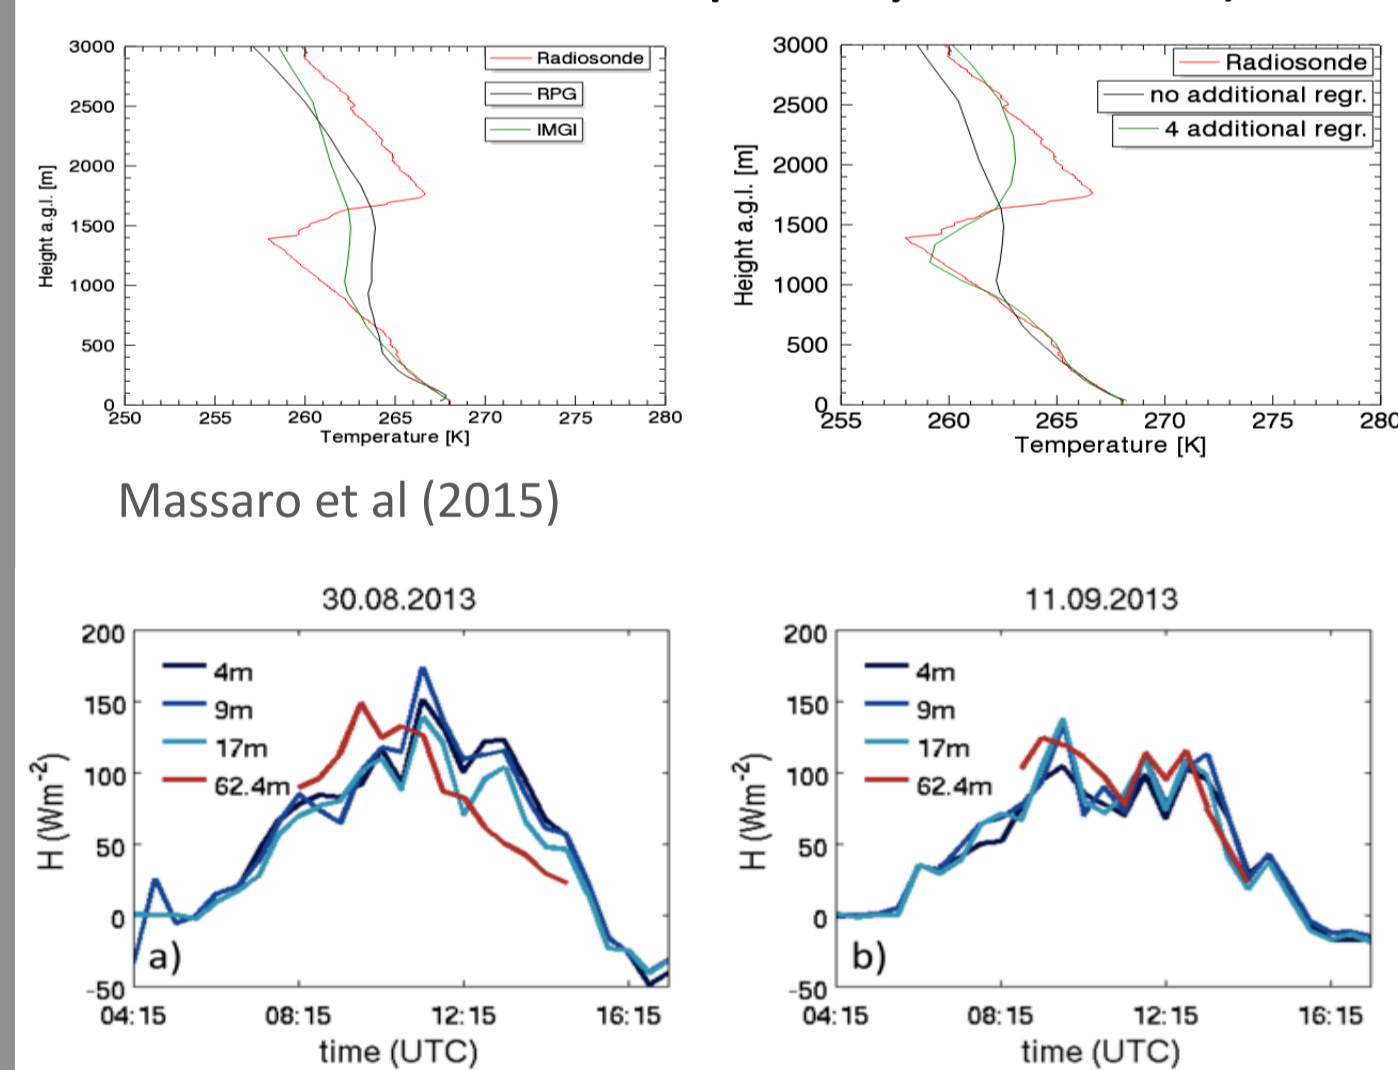 3000
2500
2000
1500
1000
500
0
Height a.g.l. [m]
Radiosonde
RPG
IMGI
250 255 260 265 270 275 280
Temperature [K]
3000
2500
2000
1500
1000
500
0
Height a.g.l. [m]
Radiosonde
no additional regr.
4 additional regr.
255 260 265 270 275 280
Temperature [K]
Massaro et al (2015)
30.08.2013
200
150
100
50
0
-50
H (Wm-2)
4m
9m
17m
62.4m
a)
04:15 08:15 12:15 16:15
time (UTC)
11.09.2013
200
150
100
50
0
-50
H (Wm-2)
4m
9m
17m
62.4m
b)
04:15 08:15 12:15 16:15
time (UTC)